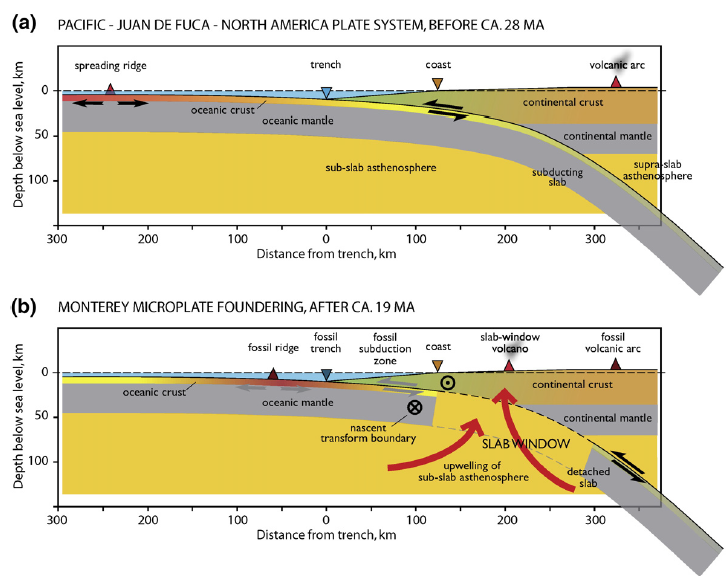 (a) PACIFIC - JUAN DE FUCA - NORTH AMERICA PLATE SYSTEM, BEFORE CA. 28 MA
spreading ridge
trench
coast
volcanic arc
Depth below sea level, km
0
50
100
oceanic crust
oceanic mantle
continental crust
continental mantle
sub-slab asthenosphere
subducting
slab
supra-slab
asthenosphere
300 200 100 0 100 200 300
Distance from trench, km
(b) MONTEREY MICROPLATE FOUNDERING, AFTER CA. 19 MA
fossil ridge
fossil
trench
fossil
subduction
zone
coast
slab-window
volcano
fossil
volcanic arc
Depth below sea level, km
0
50
100
oceanic crust
oceanic mantle
continental crust
continental mantle
nascent
transform boundary
SLAB WINDOW
upwelling of
sub-slab asthenosphere
detached
slab
300 200 100 0 100 200 300
Distance from trench, km